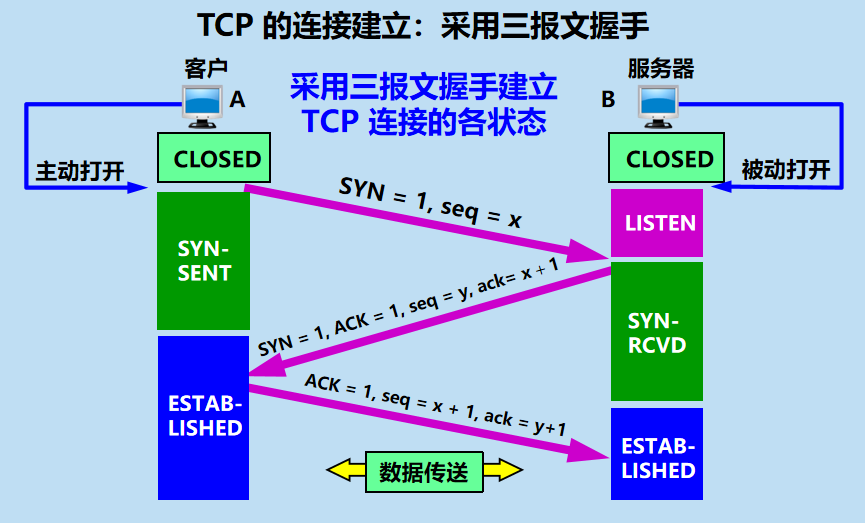 TCP 的连接建立：采用三报文握手
客户
服务器
采用三报文握手建立
TCP 连接的各状态
A
B
CLOSED
CLOSED
主动打开
被动打开
SYN = 1, seq = x
LISTEN
SYN-
SENT
SYN = 1, ACK = 1, seq = y, ack= x + 1
SYN-
RCVD
ACK = 1, seq = x + 1, ack = y+1
ESTAB-
LISHED
ESTAB-
LISHED
数据传送